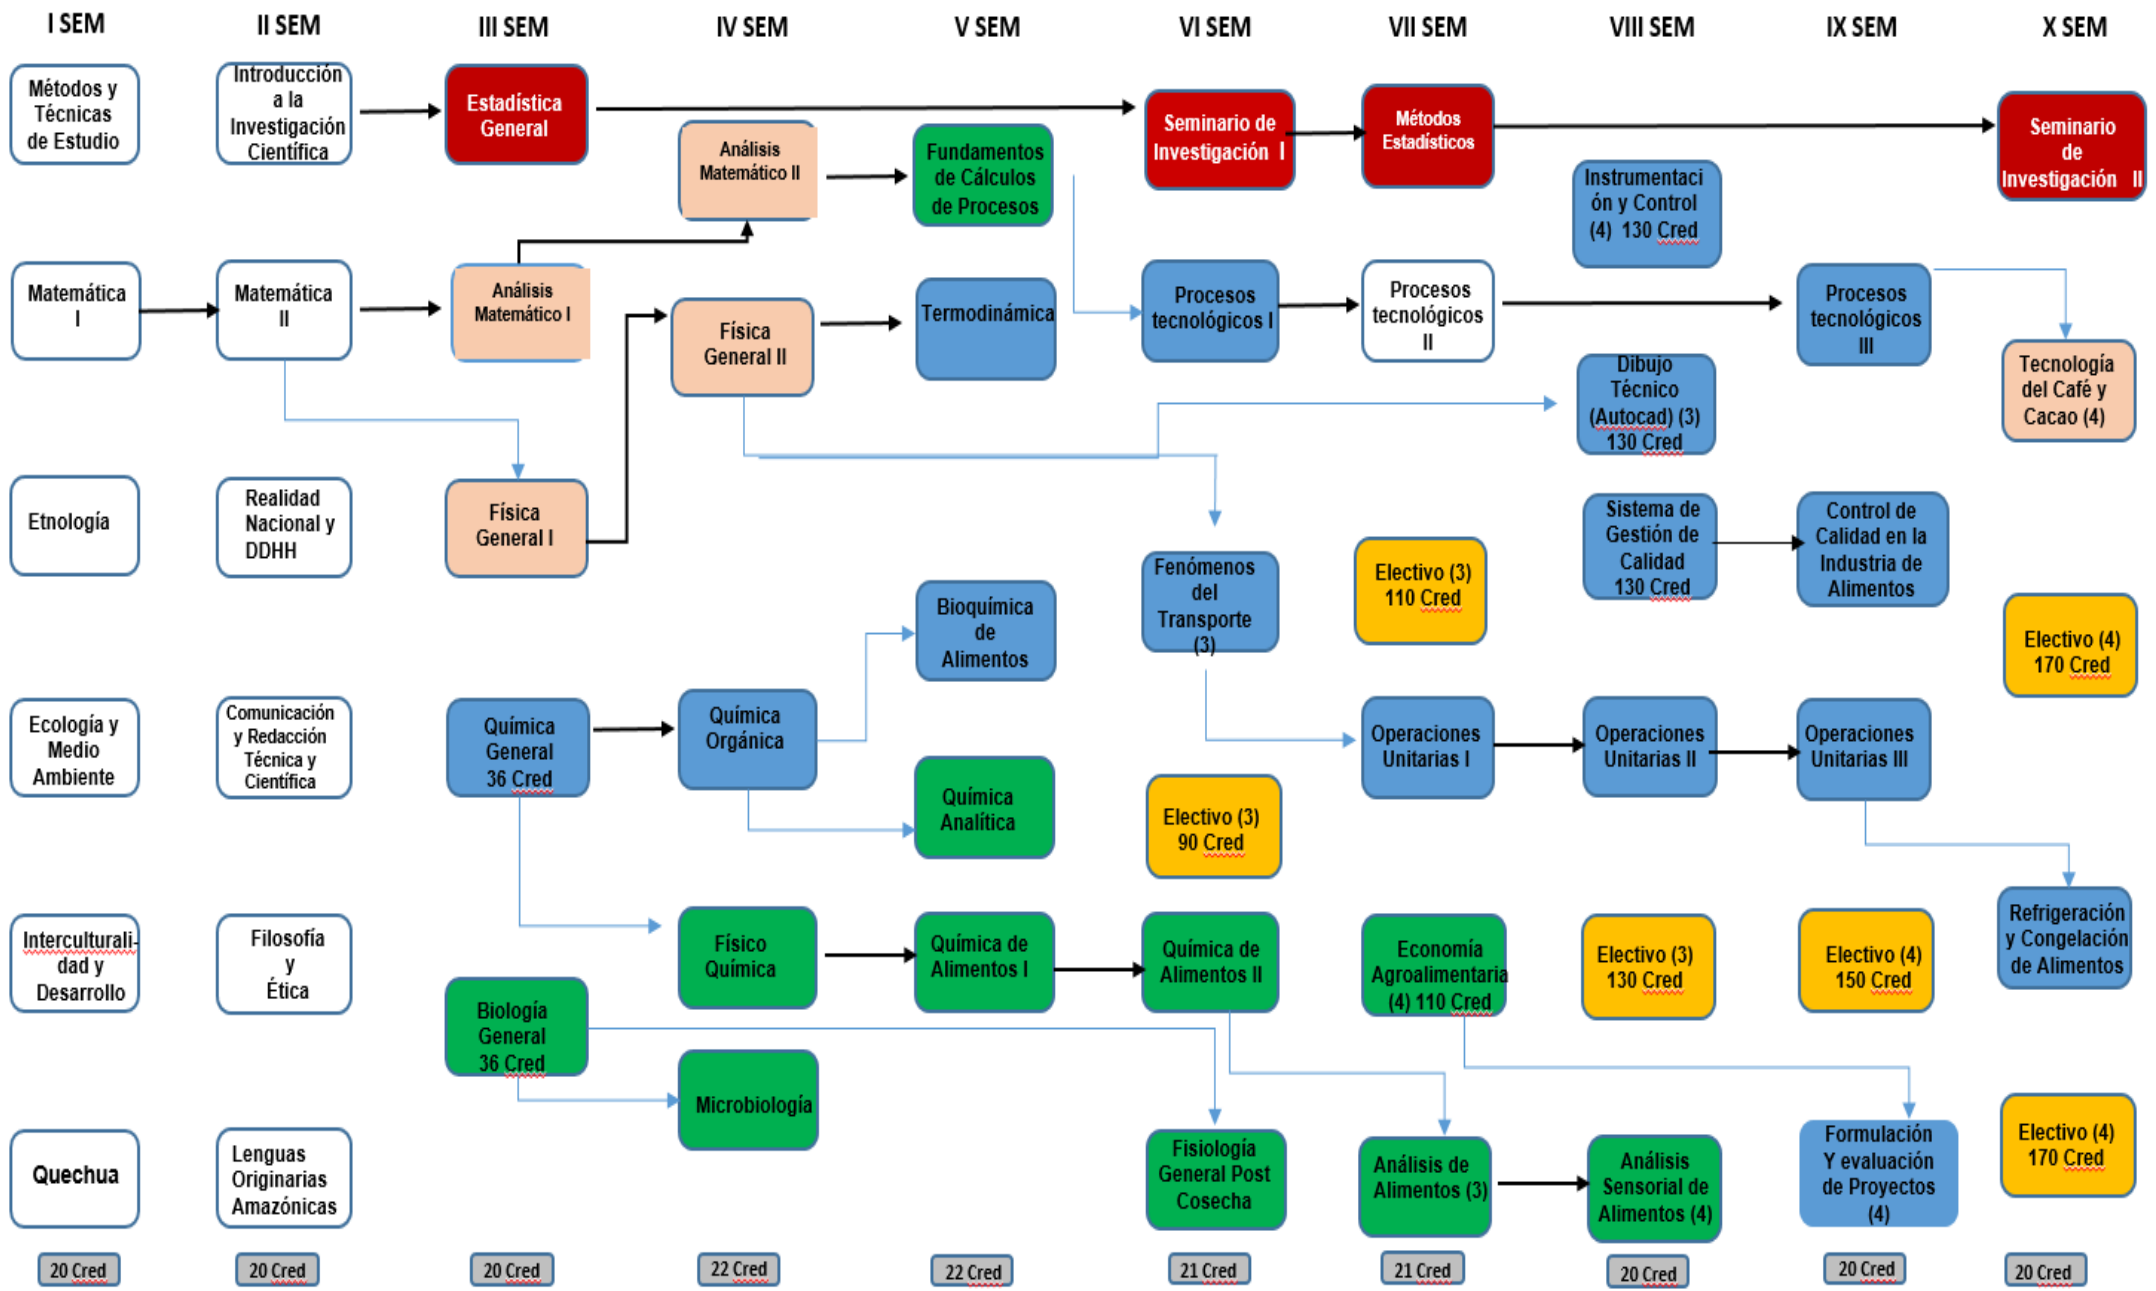 I SEM
II SEM
III SEM
IV SEM
V SEM
VI SEM
VII SEM
VIII SEM
IX SEM
X SEM
Métodos y
Técnicas
de Estudio
Matemática
I
Etnología
Ecología y
Medio
Ambiente
Interculturali-
dad y
Desarrollo
Quechua
20 Cred
Introducción
a la
Investigación
Científica
Matemática
II
Realidad
Nacional y
DDHH
Comunicación
y Redacción
Técnica y
Científica
Filosofía
y
Ética
Lenguas
Originarias
Amazónicas
20 Cred
Estadística
General
Análisis
Matemático I
Física
General I
Química
General
36 Cred
Biología
General
36 Cred
20 Cred
Análisis
Matemático II
Física
General II
Química
Orgánica
Físico
Química
Microbiología
22 Cred
Fundamentos
de Cálculos
de Procesos
Termodinámica
Bioquímica
de
Alimentos
Química
Analítica
Química de
Alimentos I
22 Cred
Seminario de
Investigación I
Procesos
tecnológicos I
Fenómenos
del
Transporte
(3)
Electivo (3)
90 Cred
Química de
Alimentos II
Fisiología
General Post
Cosecha
21 Cred
Métodos
Estadísticos
Procesos
tecnológicos
II
Electivo (3)
110 Cred
Operaciones
Unitarias I
Economía
Agroalimentaria
(4) 110 Cred
Análisis de
Alimentos (3)
21 Cred
Instrumentaci
ón y Control
(4) 130 Cred
Dibujo
Técnico
(Autocad) (3)
130 Cred
Sistema de
Gestión de
Calidad
130 Cred
Operaciones
Unitarias II
Electivo (3)
130 Cred
Análisis
Sensorial de
Alimentos (4)
20 Cred
Procesos
tecnológicos
III
Control de
Calidad en la
Industria de
Alimentos
Operaciones
Unitarias III
Electivo (4)
150 Cred
Formulación
Y evaluación
de Proyectos
(4)
20 Cred
Seminario
de
Investigación II
Tecnología
del Café y
Cacao (4)
Electivo (4)
170 Cred
Refrigeración
y Congelación
de Alimentos
Electivo (4)
170 Cred
20 Cred